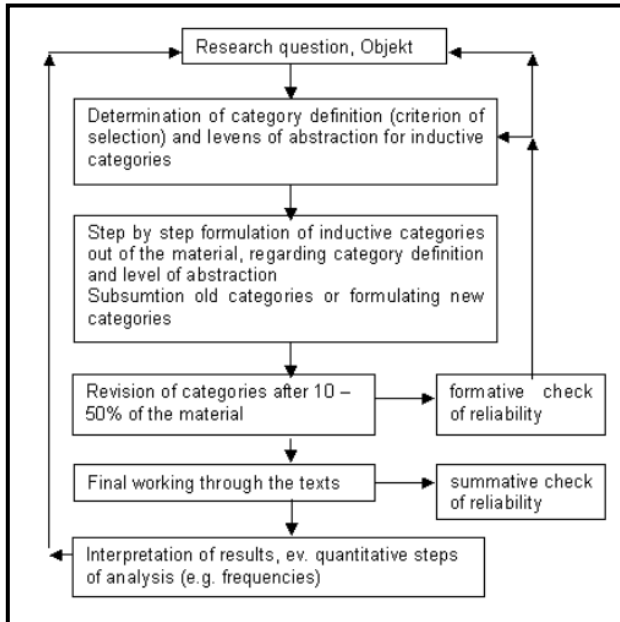 Research question, Objekt
Determination of category definition (criterion of
selection) and levens of abstraction for inductive
categories
Step by step formulation of inductive categories
out of the material, regarding category definition
and level of abstraction
Subsumtion old categories or formulating new
categories
Revision of categories after 10 –
50% of the material
formative check
of reliability
Final working through the texts
summative check
of reliability
Interpretation of results, ev. quantitative steps
of analysis (e.g. frequencies)